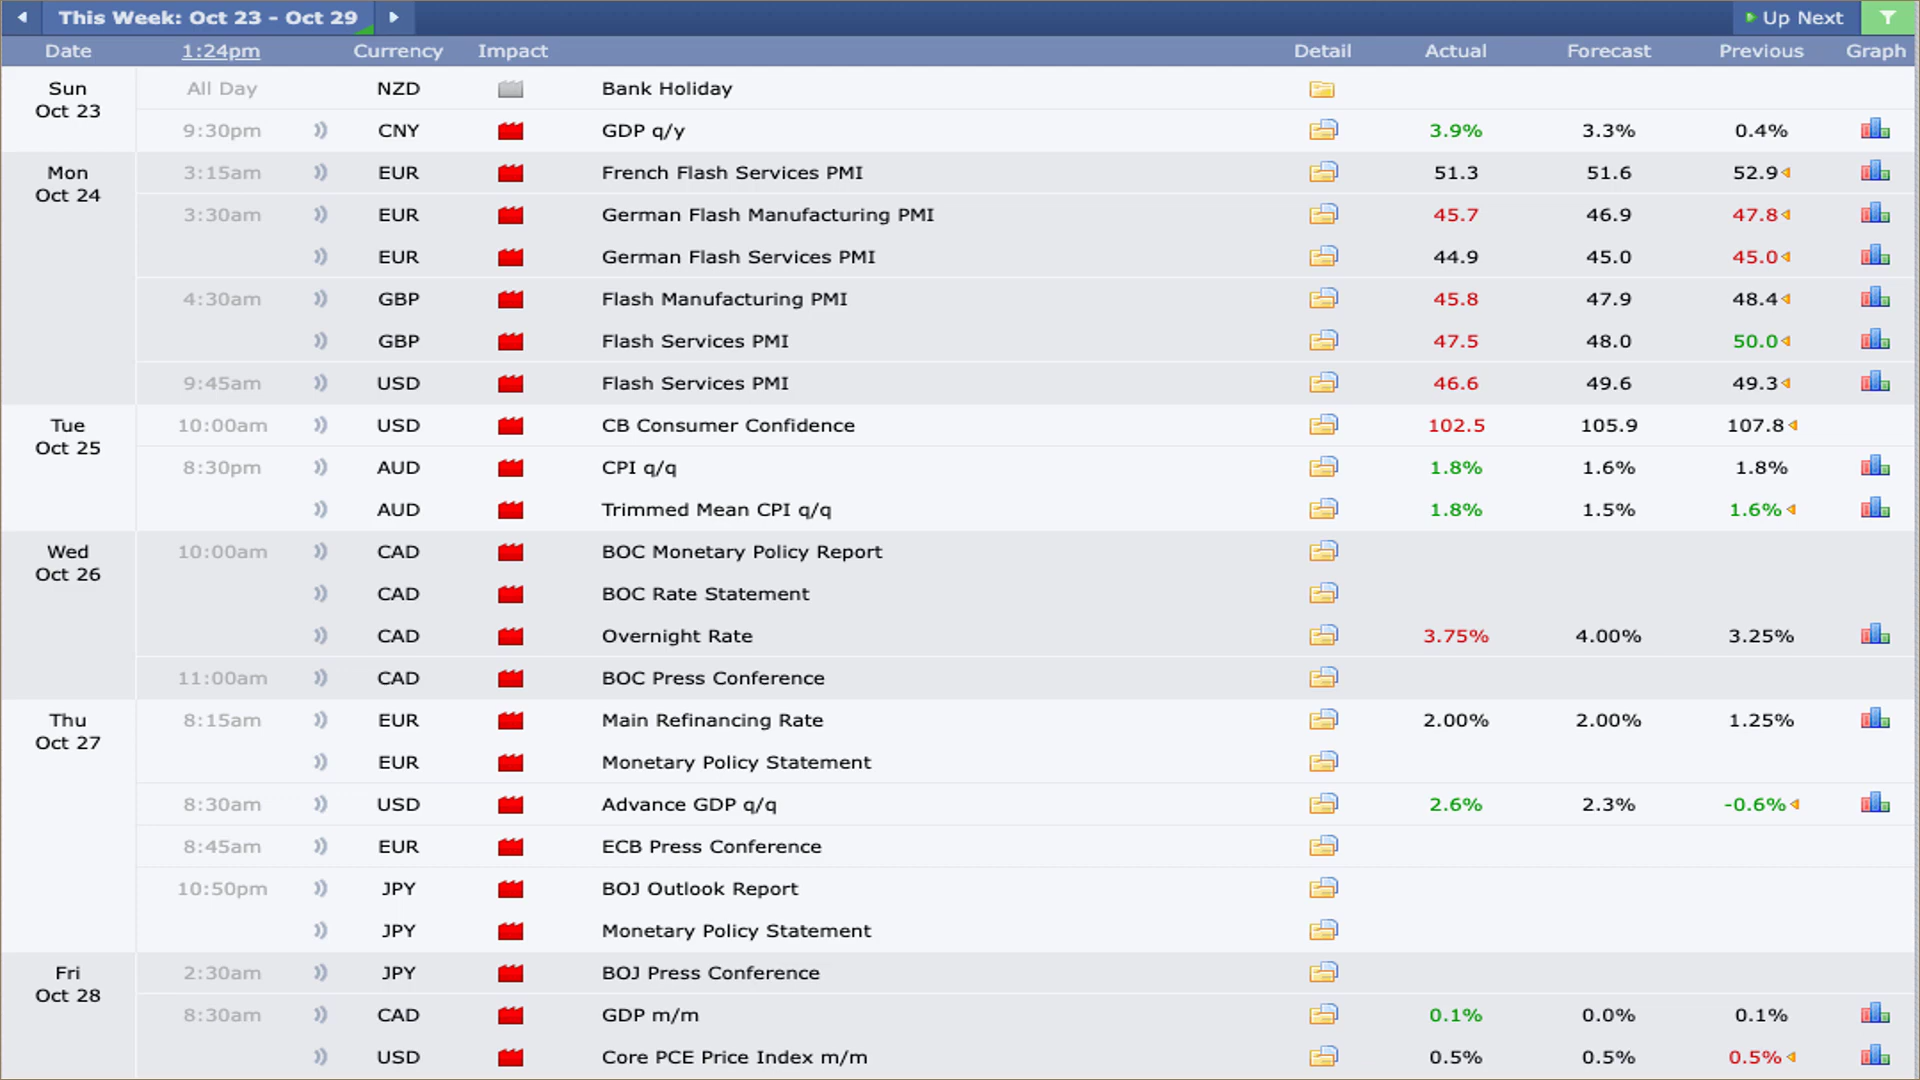 This Week: Oct 23 - Oct 29 Up Next
Date 1:24pm Currency Impact Detail Actual Forecast Previous Graph
Sun Oct 23 All Day NZD Bank Holiday
9:30pm CNY GDP q/y 3.9% 3.3% 0.4%
Mon Oct 24 3:15am EUR French Flash Services PMI 51.3 51.6 52.9
3:30am EUR German Flash Manufacturing PMI 45.7 46.9 47.8
EUR German Flash Services PMI 44.9 45.0 45.0
4:30am GBP Flash Manufacturing PMI 45.8 47.9 48.4
GBP Flash Services PMI 47.5 48.0 50.0
9:45am USD Flash Services PMI 46.6 49.6 49.3
Tue Oct 25 10:00am USD CB Consumer Confidence 102.5 105.9 107.8
8:30pm AUD CPI q/q 1.8% 1.6% 1.8%
AUD Trimmed Mean CPI q/q 1.8% 1.5% 1.6%
Wed Oct 26 10:00am CAD BOC Monetary Policy Report
CAD BOC Rate Statement
CAD Overnight Rate 3.75% 4.00% 3.25%
11:00am CAD BOC Press Conference
Thu Oct 27 8:15am EUR Main Refinancing Rate 2.00% 2.00% 1.25%
EUR Monetary Policy Statement
8:30am USD Advance GDP q/q 2.6% 2.3% -0.6%
8:45am EUR ECB Press Conference
10:50pm JPY BOJ Outlook Report
JPY Monetary Policy Statement
Fri Oct 28 2:30am JPY BOJ Press Conference
8:30am CAD GDP m/m 0.1% 0.0% 0.1%
USD Core PCE Price Index m/m 0.5% 0.5% 0.5%